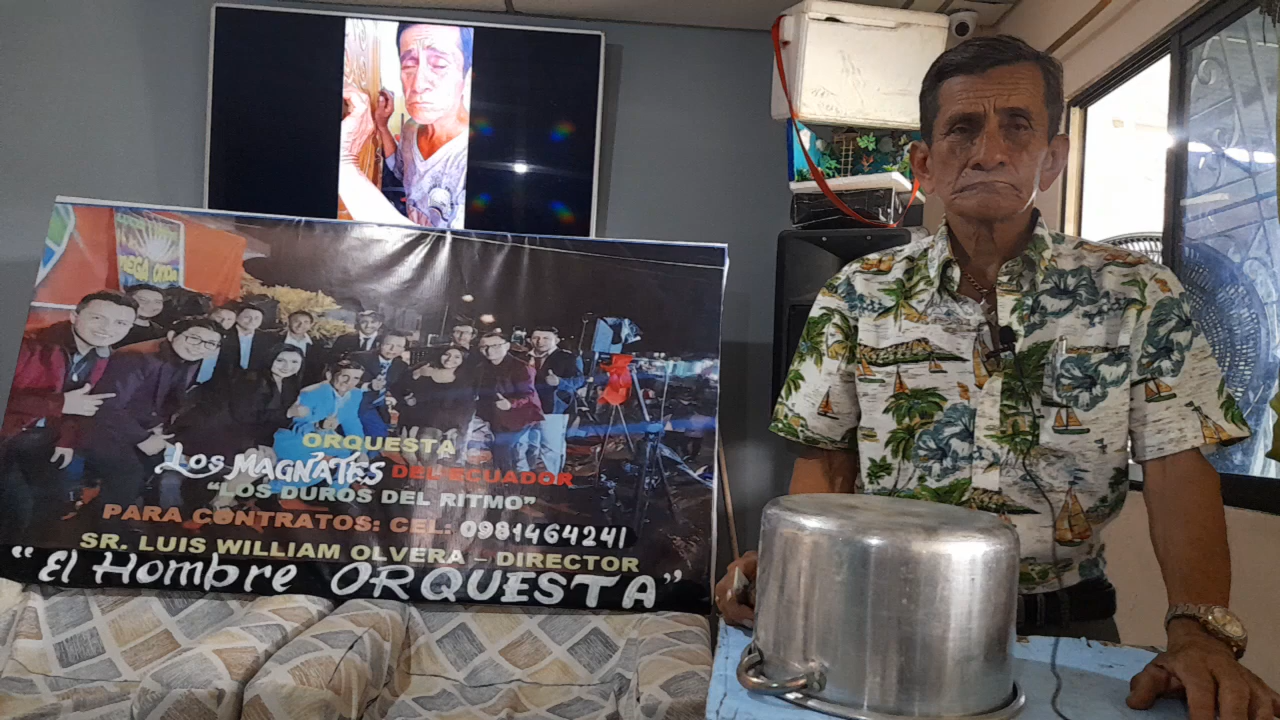 MEGA
ORQUESTA
LOS MAGNATES DEL ECUADOR
"LOS DUROS DEL RITMO"
PARA CONTRATOS: CEL: 0981464241
SR. LUIS WILLIAM OLVERA – DIRECTOR
"El Hombre ORQUESTA"